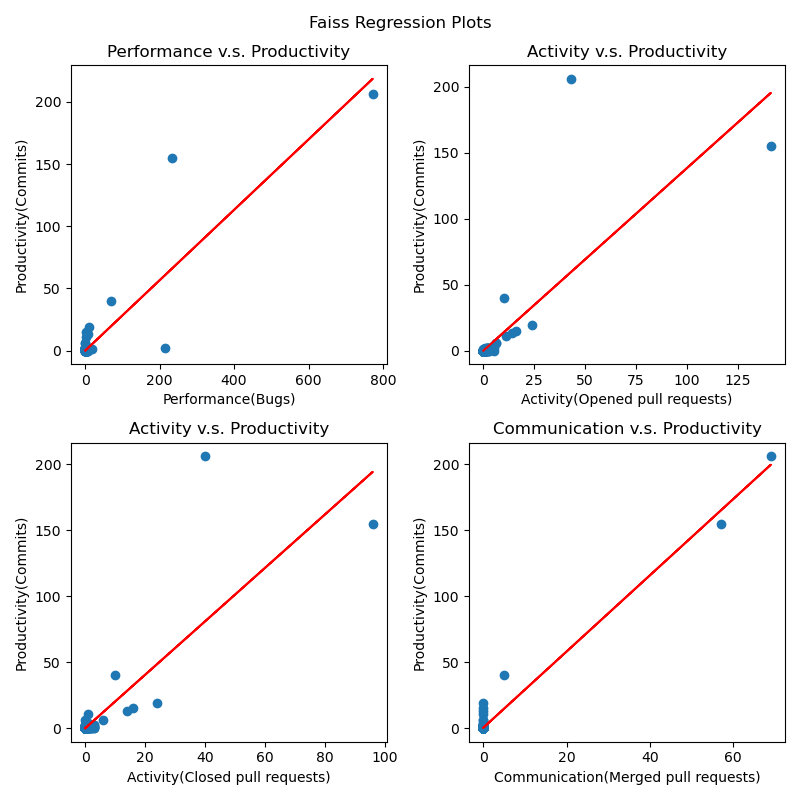 Faiss Regression Plots
Performance v.s. Productivity
Productivity(Commits)
200
150
100
50
0
0 200 400 600 800
Performance(Bugs)
Activity v.s. Productivity
Productivity(Commits)
200
150
100
50
0
0 25 50 75 100 125
Activity(Opened pull requests)
Activity v.s. Productivity
Productivity(Commits)
200
150
100
50
0
0 20 40 60 80 100
Activity(Closed pull requests)
Communication v.s. Productivity
Productivity(Commits)
200
150
100
50
0
0 20 40 60
Communication(Merged pull requests)